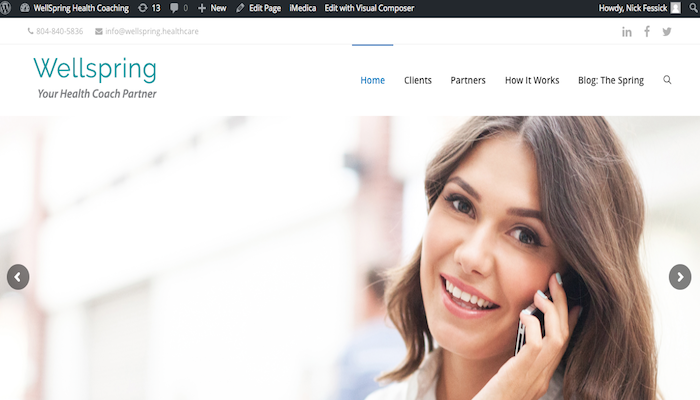 WellSpring Health Coaching 13 0 New Edit Page iMedica Edit with Visual Composer Howdy, Nick Fessick
804-840-5836 info@wellspring.healthcare
Wellspring
Your Health Coach Partner
Home Clients Partners How It Works Blog: The Spring